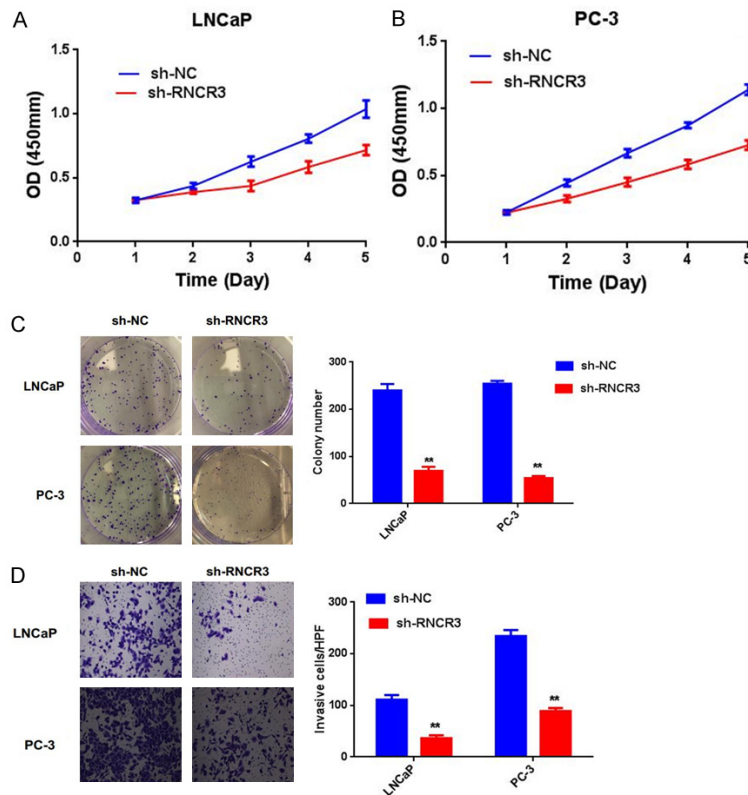 A
LNCaP
1.5
1.0
0.5
0.0
OD (450mm)
sh-NC
sh-RNCR3
0
1
2
3
4
5
Time (Day)
B
PC-3
1.5
1.0
0.5
0.0
OD (450mm)
sh-NC
sh-RNCR3
0
1
2
3
4
5
Time (Day)
C
sh-NC
sh-RNCR3
LNCaP
PC-3
300
200
100
0
Colony number
sh-NC
sh-RNCR3
**
**
LNCaP
PC-3
D
sh-NC
sh-RNCR3
LNCaP
PC-3
300
200
100
0
Invasive cells/HPF
sh-NC
sh-RNCR3
**
**
LNCaP
PC-3